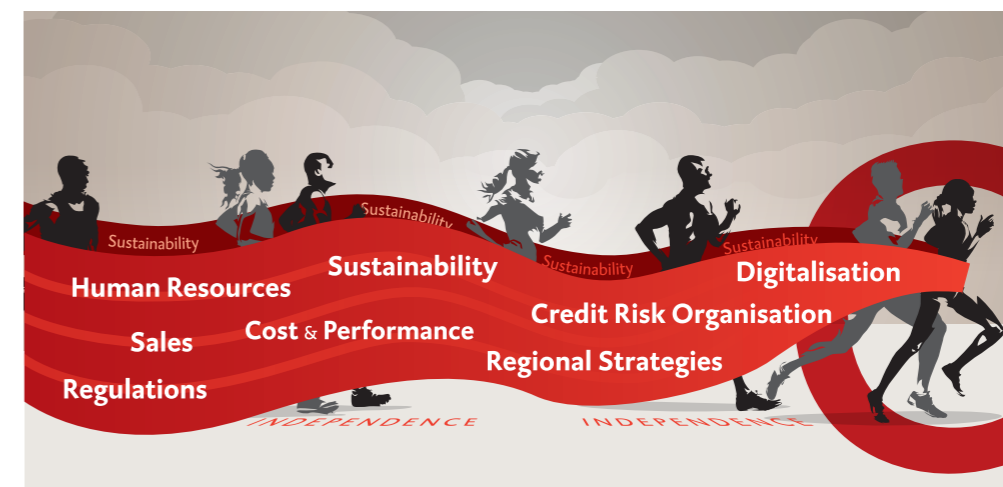 Sustainability
Sustainability
Sustainability
Sustainability
Human Resources
Sustainability
Digitalisation
Sales
Cost & Performance
Credit Risk Organisation
Regulations
Regional Strategies
INDEPENDENCE
INDEPENDENCE